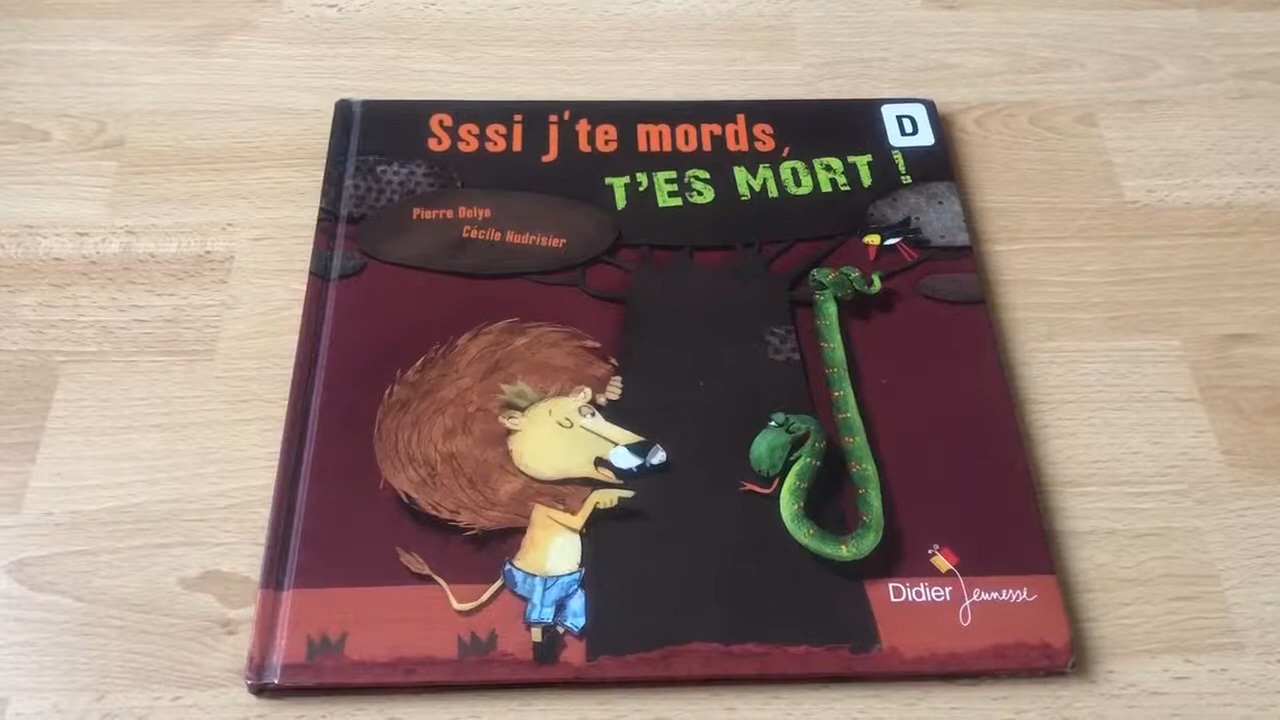 Sssi j'te mords,
T'ES MORT !
D
Pierre Delye
Cécile Hudrisier
Didier Jeunesse